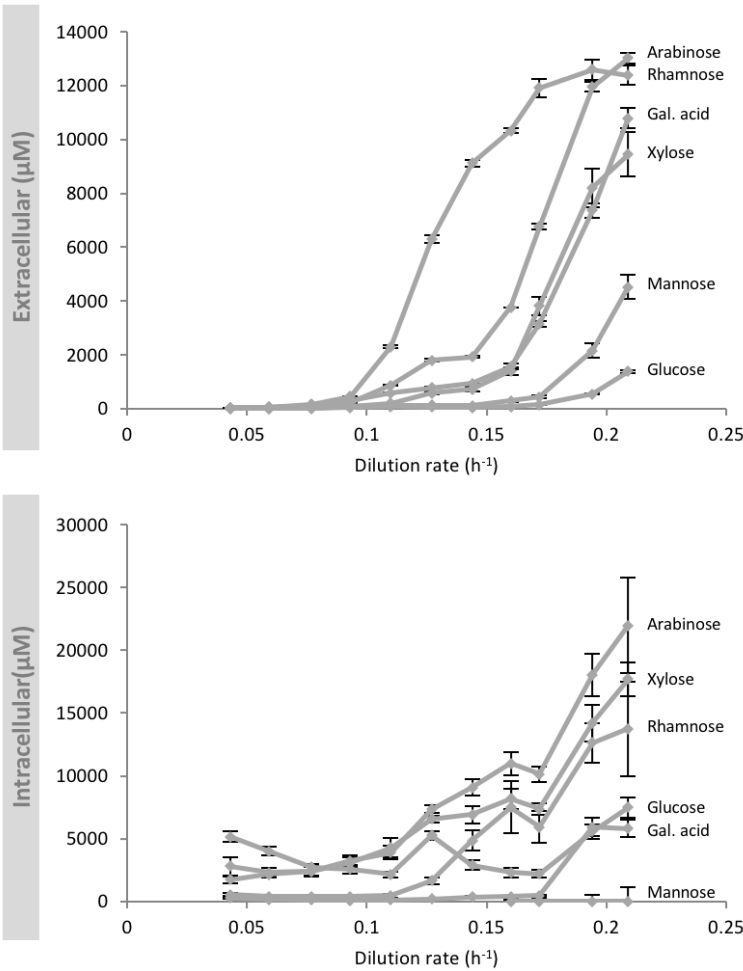 Extracellular (µM)
14000
12000
10000
8000
6000
4000
2000
0
Arabinose
Rhamnose
Gal. acid
Xylose
Mannose
Glucose
0 0.05 0.1 0.15 0.2 0.25
Dilution rate (h-1)
Intracellular(µM)
30000
25000
20000
15000
10000
5000
0
Arabinose
Xylose
Rhamnose
Glucose
Gal. acid
Mannose
0 0.05 0.1 0.15 0.2 0.25
Dilution rate (h-1)